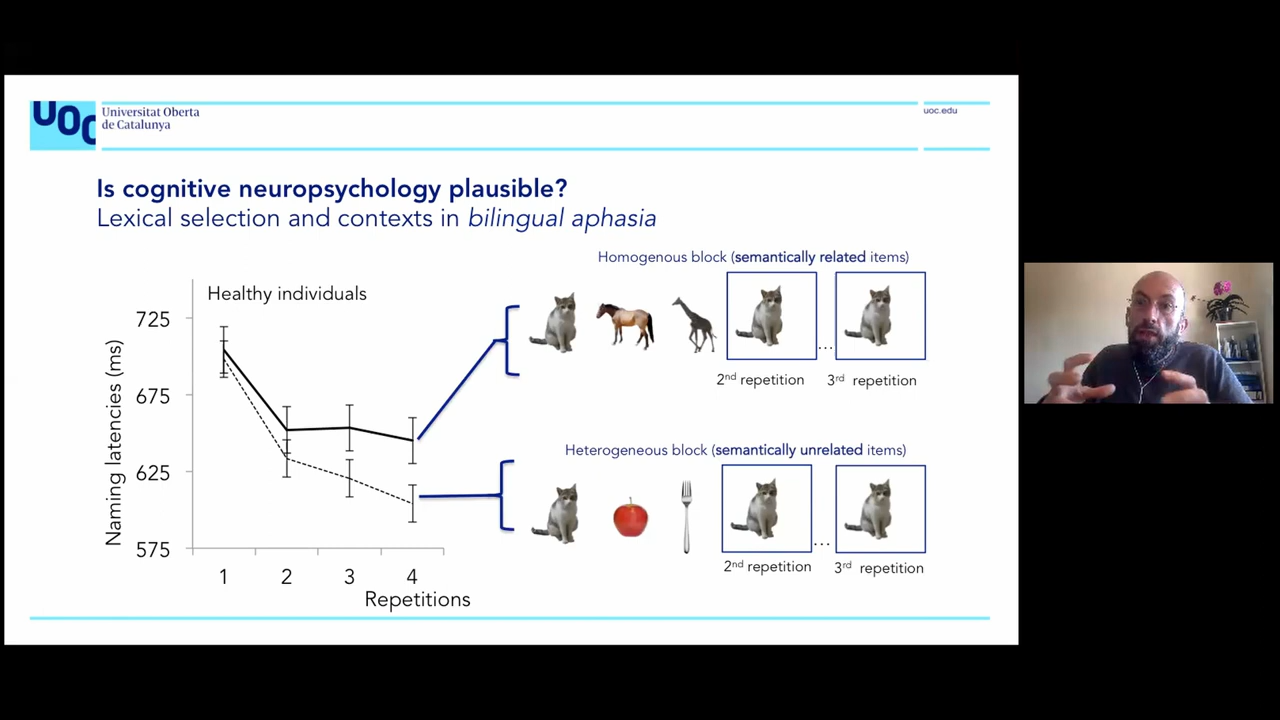 UOC
Universitat Oberta
de Catalunya
uoc.edu
Is cognitive neuropsychology plausible?
Lexical selection and contexts in bilingual aphasia
Homogenous block (semantically related items)
Healthy individuals
725
675
625
575
Naming latencies (ms)
1 2 3 4
Repetitions
...
2nd repetition 3rd repetition
Heterogeneous block (semantically unrelated items)
...
2nd repetition 3rd repetition